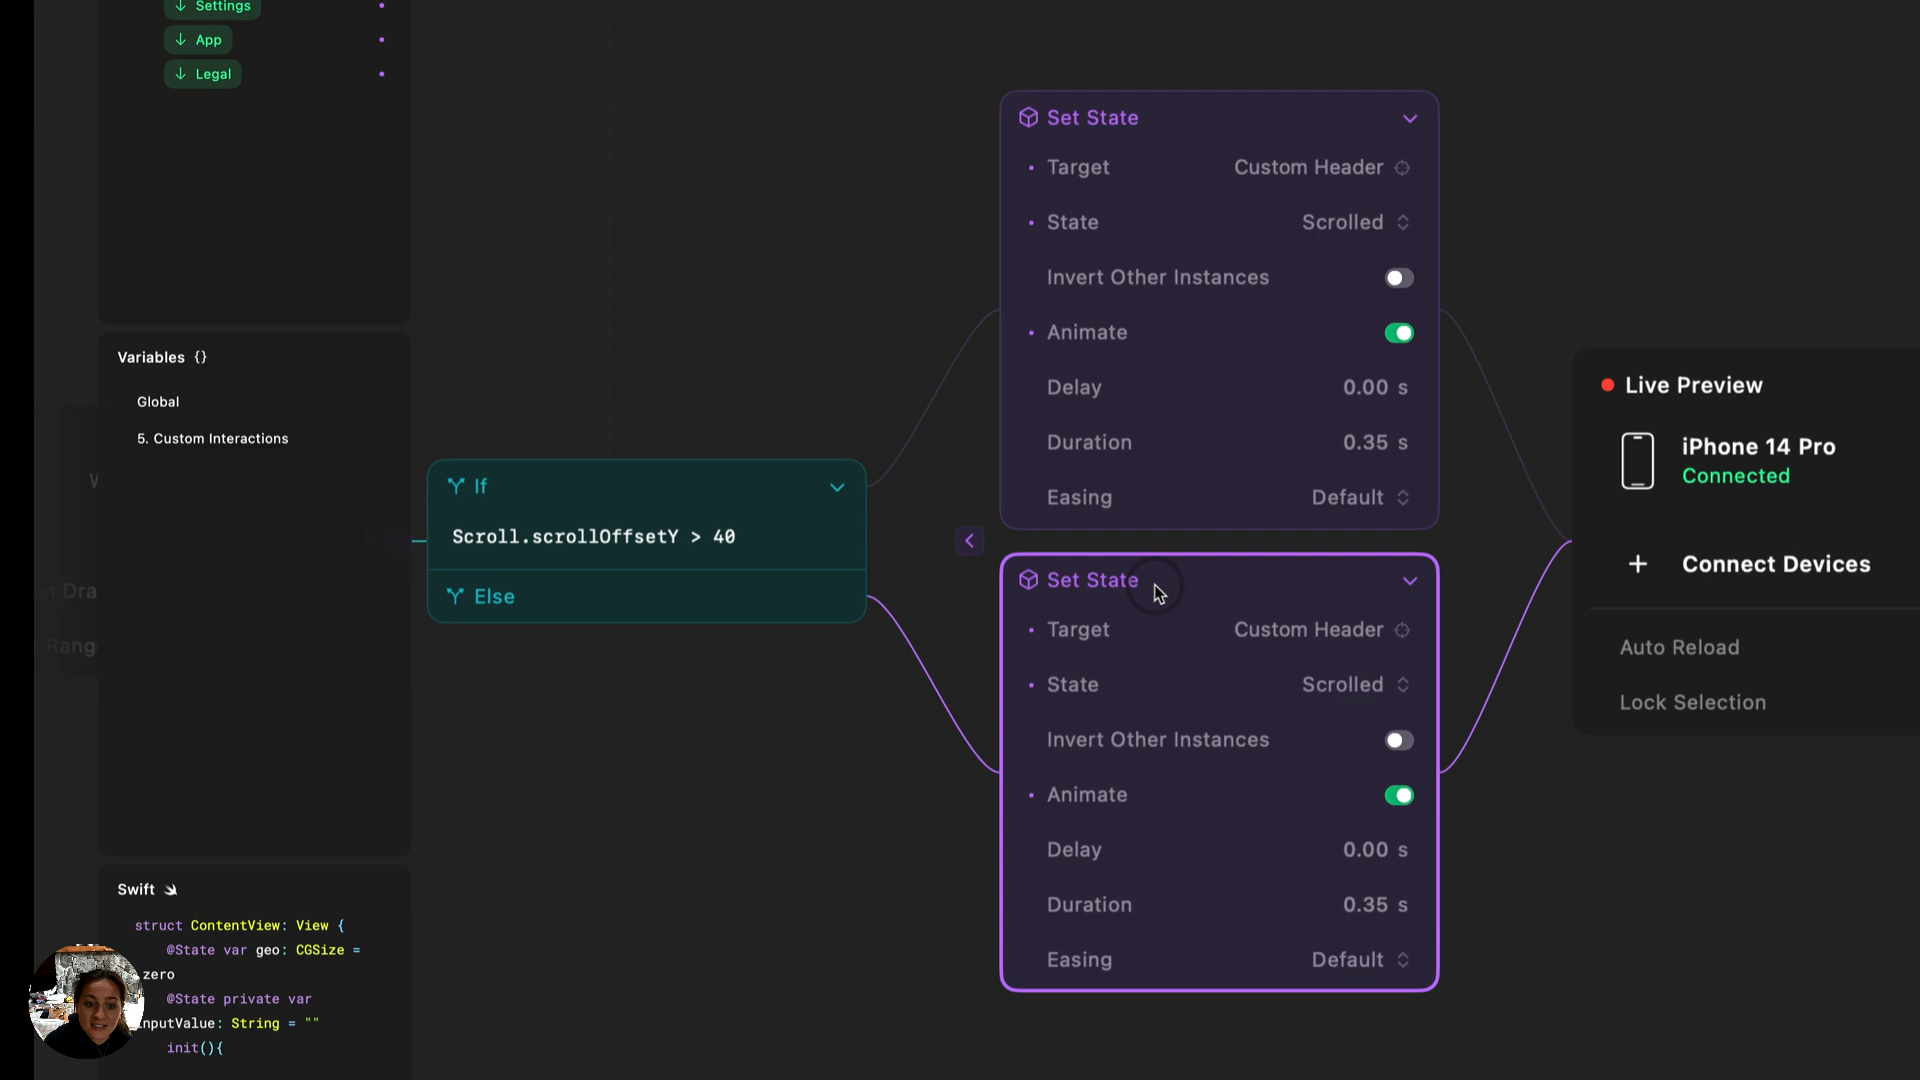 Settings
App
Legal
Variables {}
Global
5. Custom Interactions
If
Scroll.scrollOffsetY > 40
Else
Set State
Target Custom Header
State Scrolled
Invert Other Instances
Animate
Delay 0.00 s
Duration 0.35 s
Easing Default
Set State
Target Custom Header
State Scrolled
Invert Other Instances
Animate
Delay 0.00 s
Duration 0.35 s
Easing Default
Live Preview
iPhone 14 Pro
Connected
+ Connect Devices
Auto Reload
Lock Selection
Swift
struct ContentView: View {
@State var geo: CGSize =
zero
@State private var
inputValue: String = ""
init(){